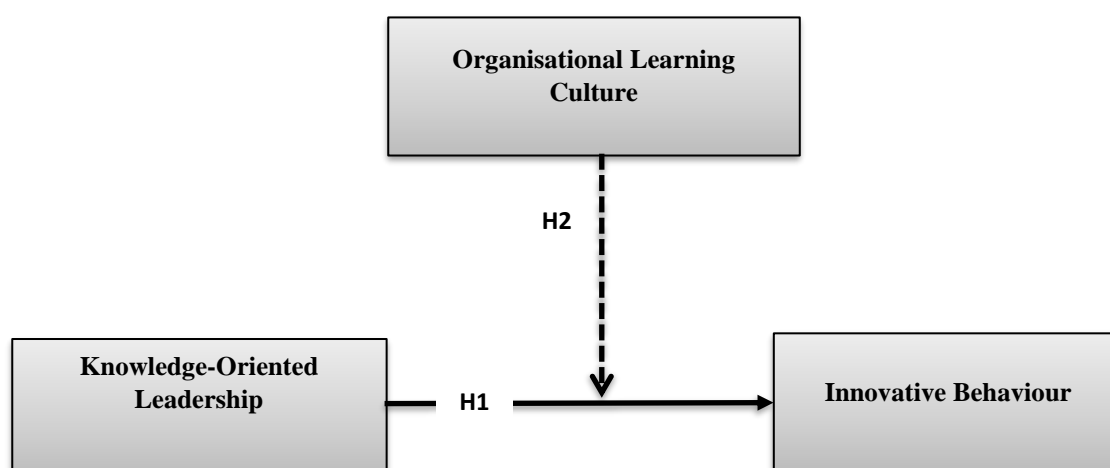 Organisational Learning
Culture
H2
Knowledge-Oriented
Leadership
H1
Innovative Behaviour